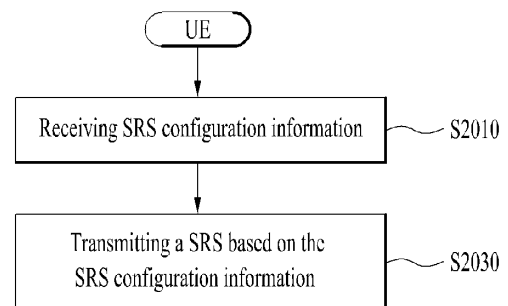 UE
Receiving SRS configuration information
S2010
Transmitting a SRS based on the
SRS configuration information
S2030